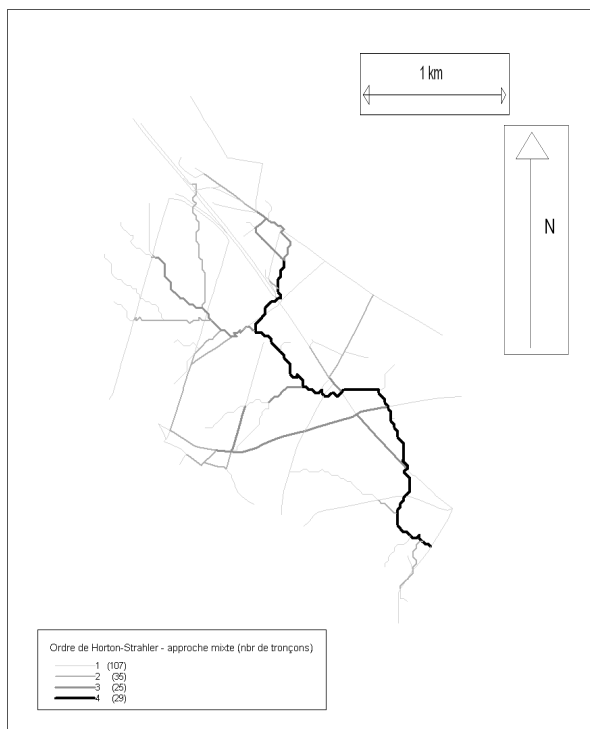 1 km
N
Ordre de Horton-Strahler - approche mixte (nbr de tronçons)
1 (107)
2 (35)
3 (25)
4 (29)